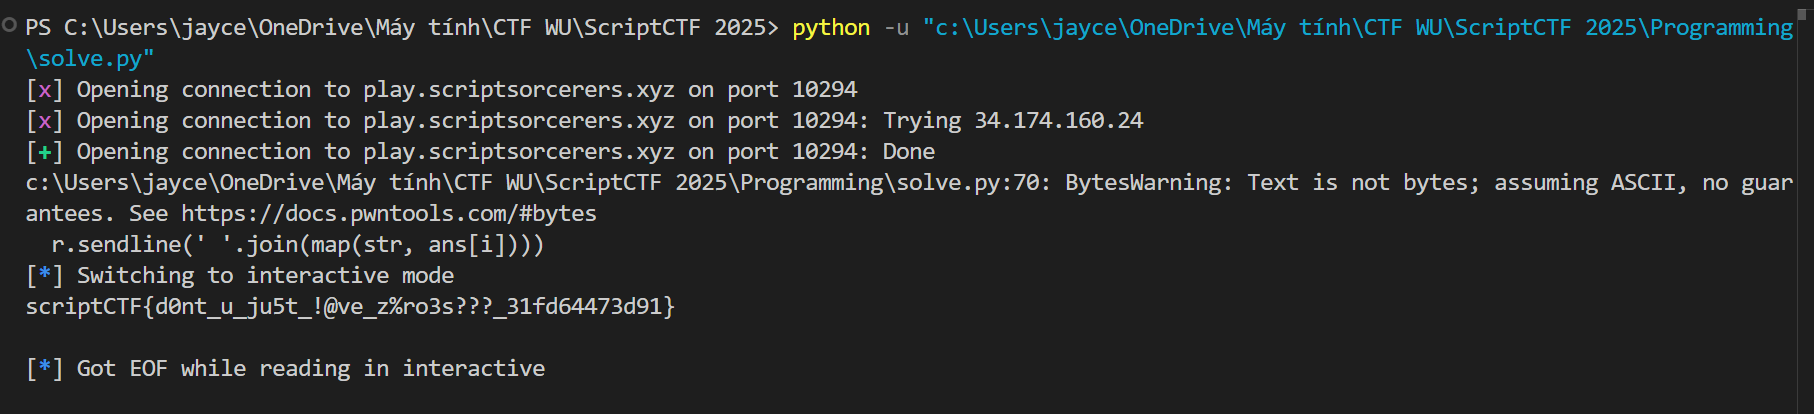 PS C:\Users\jayce\OneDrive\Máy tính\CTF WU\ScriptCTF 2025> python -u "c:\Users\jayce\OneDrive\Máy tính\CTF WU\ScriptCTF 2025\Programming
\solve.py"
[x] Opening connection to play.scriptsorcerers.xyz on port 10294
[x] Opening connection to play.scriptsorcerers.xyz on port 10294: Trying 34.174.160.24
[+] Opening connection to play.scriptsorcerers.xyz on port 10294: Done
c:\Users\jayce\OneDrive\Máy tính\CTF WU\ScriptCTF 2025\Programming\solve.py:70: BytesWarning: Text is not bytes; assuming ASCII, no guar
antees. See https://docs.pwntools.com/#bytes
  r.sendline(' '.join(map(str, ans[i])))
[*] Switching to interactive mode
scriptCTF{d0nt_u_ju5t_!@ve_z%ro3s???_31fd64473d91}
[*] Got EOF while reading in interactive